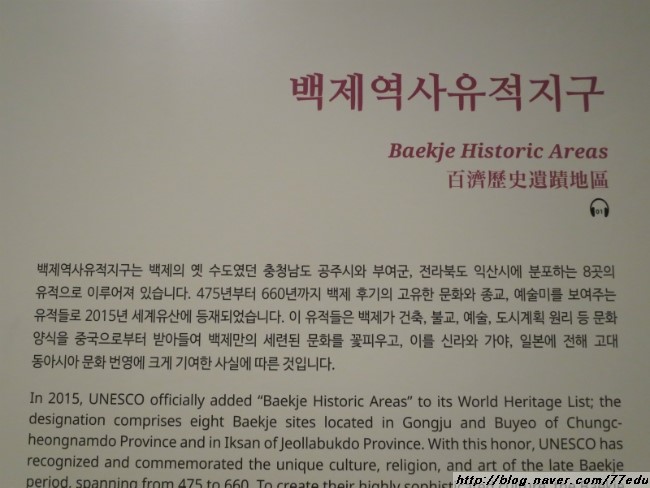 백제역사유적지구
Baekje Historic Areas
百濟歷史遺蹟地區
01
백제역사유적지구는 백제의 옛 수도였던 충청남도 공주시와 부여군, 전라북도 익산시에 분포하는 8곳의
유적으로 이루어져 있습니다. 475년부터 660년까지 백제 후기의 고유한 문화와 종교, 예술미를 보여주는
유적들로 2015년 세계유산에 등재되었습니다. 이 유적들은 백제가 건축, 불교, 예술, 도시계획 원리 등 문화
양식을 중국으로부터 받아들여 백제만의 세련된 문화를 꽃피우고, 이를 신라와 가야, 일본에 전해 고대
동아시아 문화 번영에 크게 기여한 사실에 따른 것입니다.
In 2015, UNESCO officially added “Baekje Historic Areas” to its World Heritage List; the
designation comprises eight Baekje sites located in Gongju and Buyeo of Chungc-
heongnamdo Province and in Iksan of Jeollabukdo Province. With this honor, UNESCO has
recognized and commemorated the unique culture, religion, and art of the late Baekje
period, spanning from 475 to 660. To create their highly
http://blog.naver.com/77edu